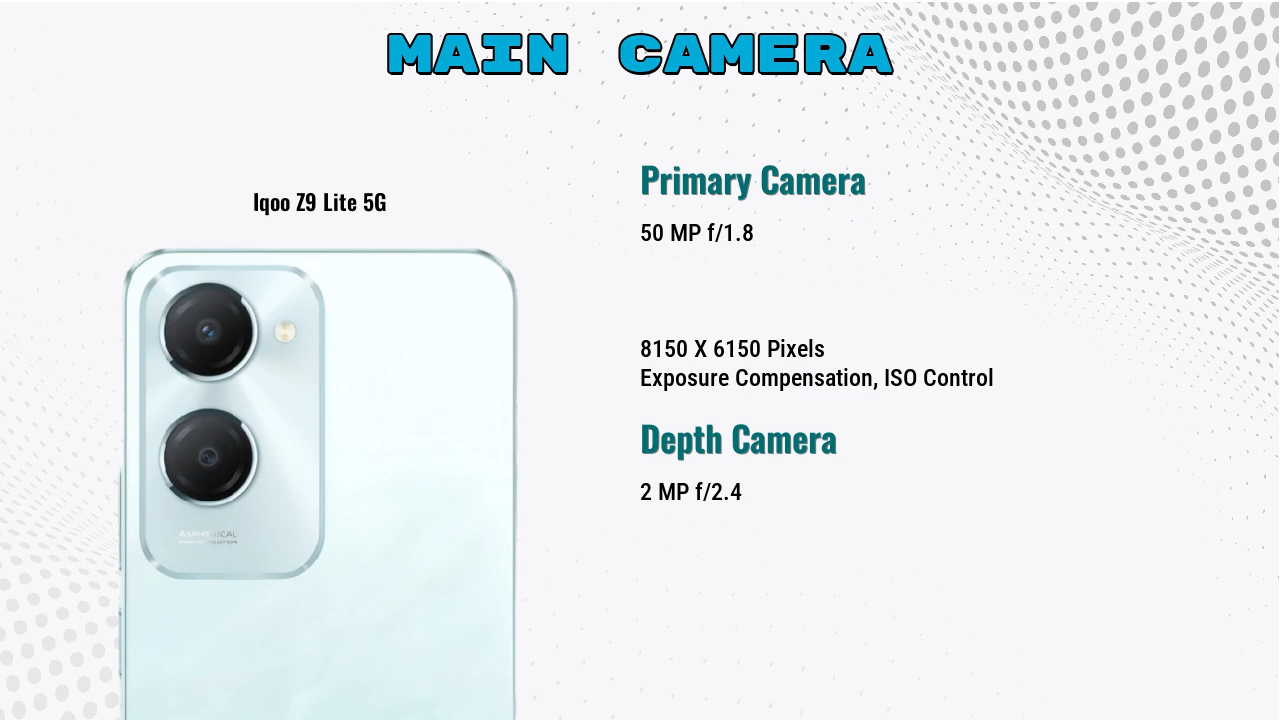 MAIN CAMERA
Iqoo Z9 Lite 5G
Primary Camera
50 MP f/1.8
8150 X 6150 Pixels
Exposure Compensation, ISO Control
Depth Camera
2 MP f/2.4
ASPHERICAL